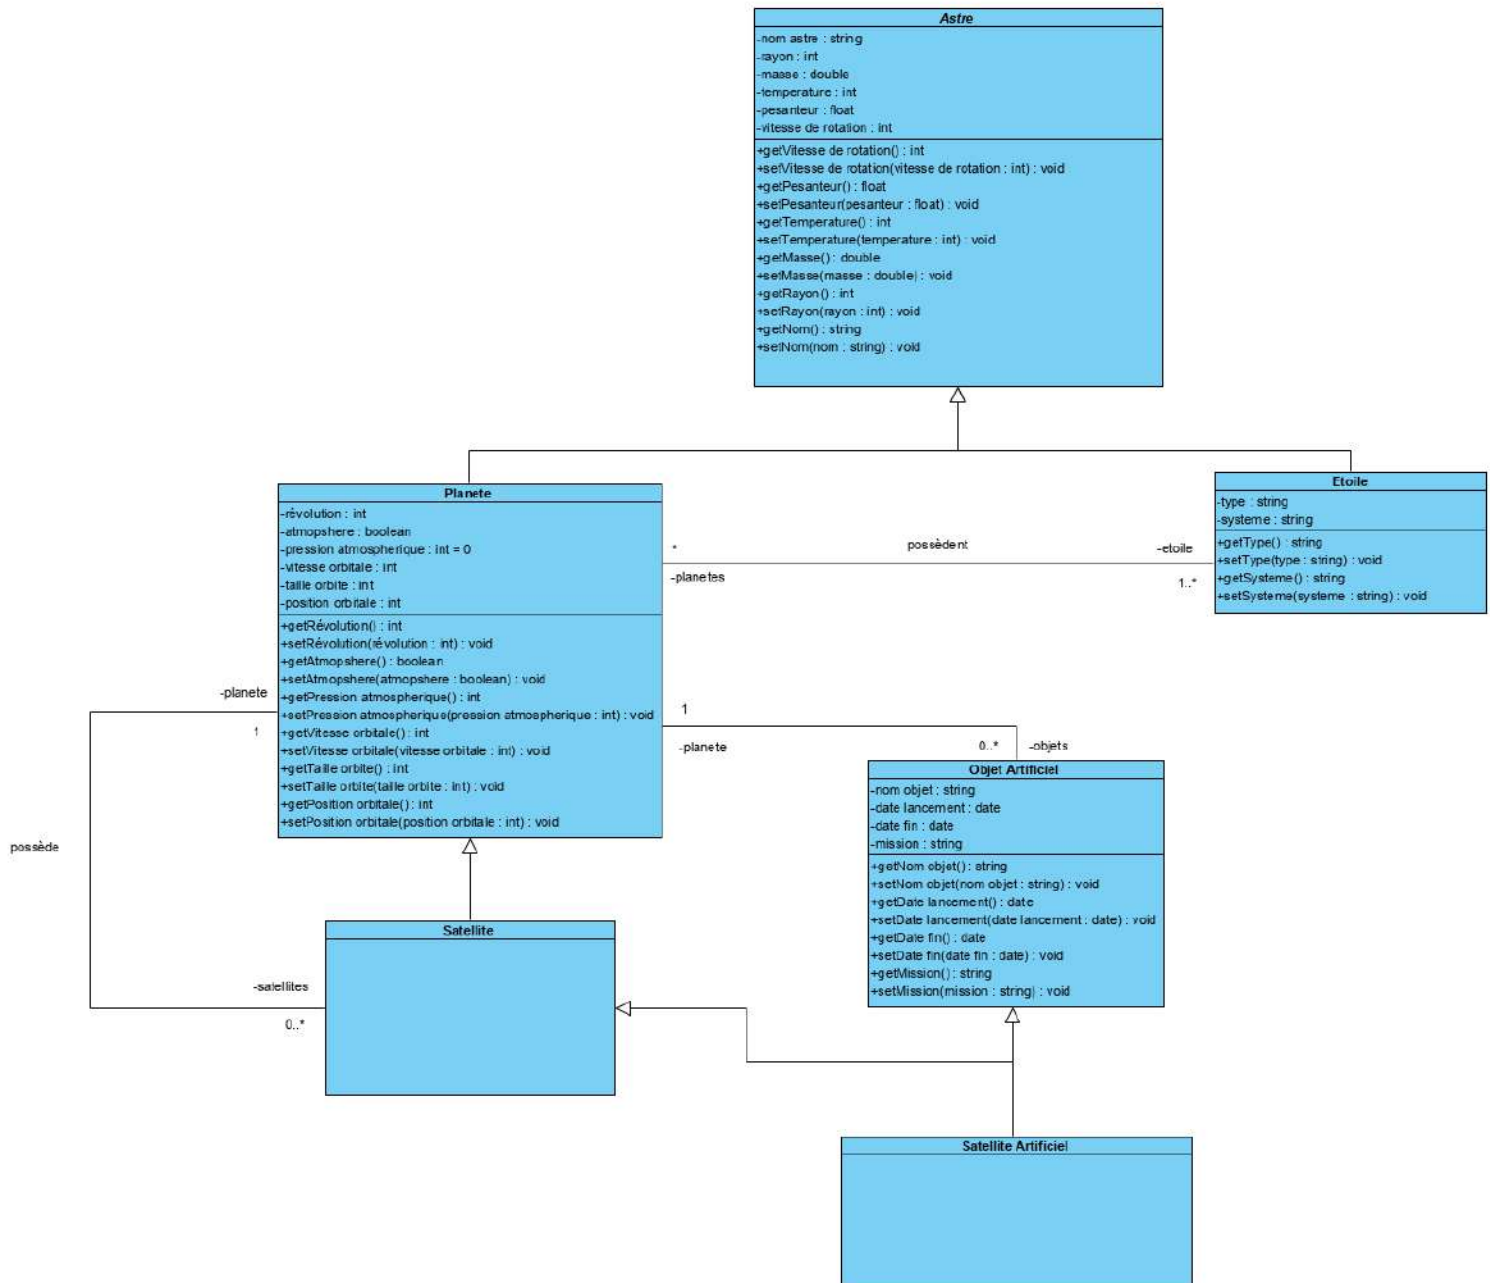 Astre
-nom astre : string
-rayon : int
-masse : double
-temperature : int
-pesanteur : float
-vitesse de rotation : int
+getVitesse de rotation() : int
+setVitesse de rotation(vitesse de rotation : int) : void
+getPesanteur() : float
+setPesanteur(pesanteur : float) : void
+getTemperature() : int
+setTemperature(temperature : int) : void
+getMasse() : double
+setMasse(masse : double) : void
+getRayon() : int
+setRayon(rayon : int) : void
+getNom() : string
+setNom(nom : string) : void
Planete
-révolution : int
-atmopshere : boolean
-pression atmospherique : int = 0
-vitesse orbitale : int
-taille orbite : int
-position orbitale : int
+getRévolution() : int
+setRévolution(révolution : int) : void
+getAtmopshere() : boolean
+setAtmopshere(atmopshere : boolean) : void
+getPression atmospherique() : int
+setPression atmospherique(pression atmospherique : int) : void
+getVitesse orbitale() : int
+setVitesse orbitale(vitesse orbitale : int) : void
+getTaille orbite() : int
+setTaille orbite(taille orbite : int) : void
+getPosition orbitale() : int
+setPosition orbitale(position orbitale : int) : void
*
possèdent
-etoile
-planetes
1..*
Etoile
-type : string
-systeme : string
+getType() : string
+setType(type : string) : void
+getSysteme() : string
+setSysteme(systeme : string) : void
-planete
1
possède
-satellites
0..*
1
-planete
0..*
-objets
Objet Artificiel
-nom objet : string
-date lancement : date
-date fin : date
-mission : string
+getNom objet() : string
+setNom objet(nom objet : string) : void
+getDate lancement() : date
+setDate lancement(date lancement : date) : void
+getDate fin() : date
+setDate fin(date fin : date) : void
+getMission() : string
+setMission(mission : string) : void
Satellite
Satellite Artificiel